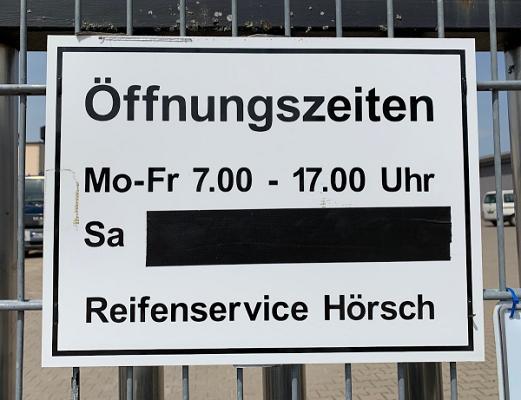 Öffnungszeiten
Mo-Fr 7.00 - 17.00 Uhr
Sa
Reifenservice Hörsch